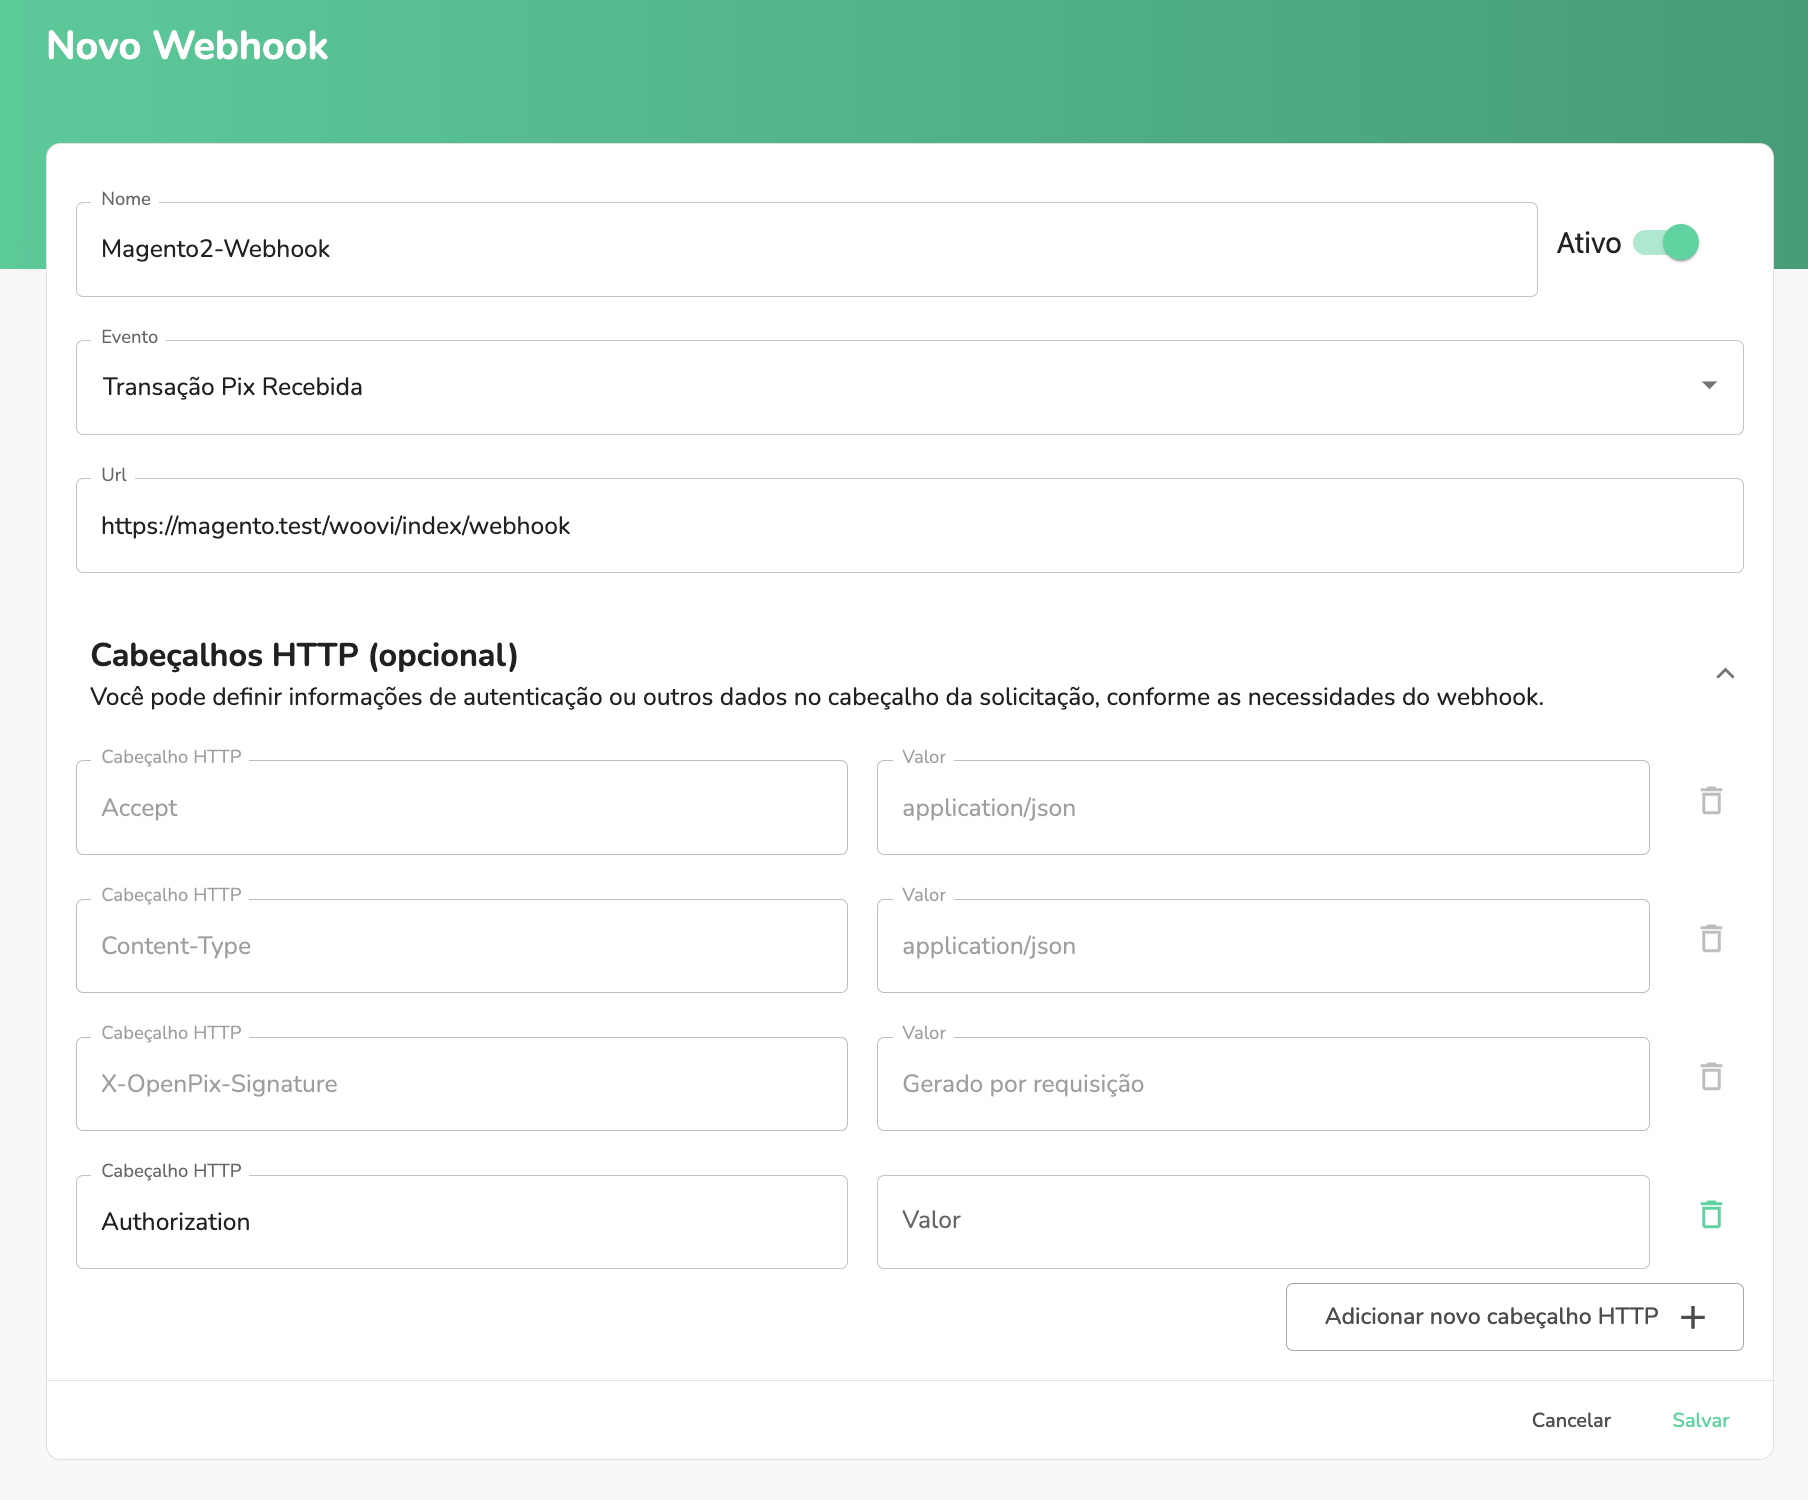 Novo Webhook
Nome
Magento2-Webhook
Ativo
Evento
Transação Pix Recebida
Url
https://magento.test/woovi/index/webhook
Cabeçalhos HTTP (opcional)
Você pode definir informações de autenticação ou outros dados no cabeçalho da solicitação, conforme as necessidades do webhook.
Cabeçalho HTTP
Accept
Valor
application/json
Cabeçalho HTTP
Content-Type
Valor
application/json
Cabeçalho HTTP
X-OpenPix-Signature
Valor
Gerado por requisição
Cabeçalho HTTP
Authorization
Valor
Adicionar novo cabeçalho HTTP
Cancelar
Salvar